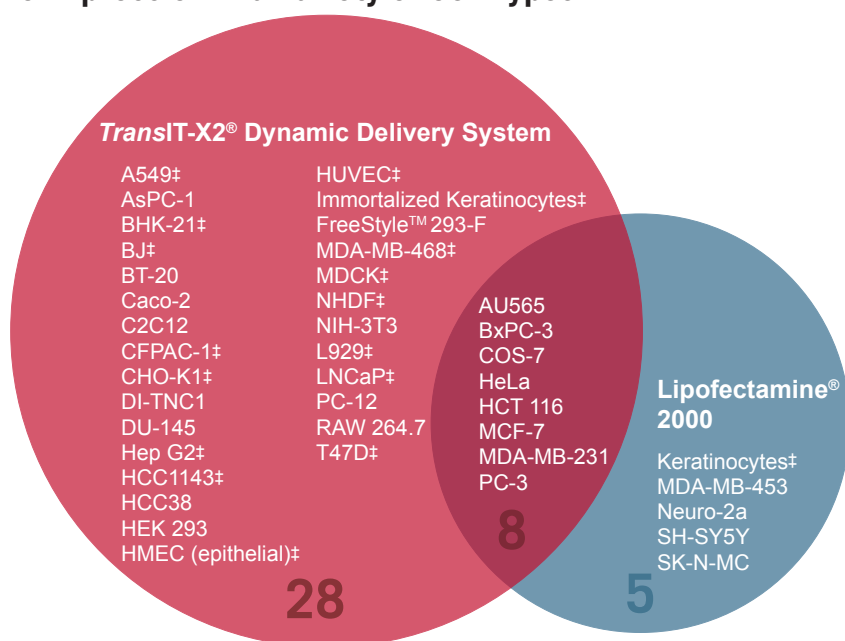 TransIT-X2® Dynamic Delivery System
A549‡
AsPC-1
BHK-21‡
BJ‡
BT-20
Caco-2
C2C12
CFPAC-1‡
CHO-K1‡
DI-TNC1
DU-145
Hep G2‡
HCC1143‡
HCC38
HEK 293
HMEC (epithelial)‡
HUVEC‡
Immortalized Keratinocytes‡
FreeStyle™ 293-F
MDA-MB-468‡
MDCK‡
NHDF‡
NIH-3T3
L929‡
LNCaP‡
PC-12
RAW 264.7
T47D‡
28
AU565
BxPC-3
COS-7
HeLa
HCT 116
MCF-7
MDA-MB-231
PC-3
8
Lipofectamine®
2000
Keratinocytes‡
MDA-MB-453
Neuro-2a
SH-SY5Y
SK-N-MC
5